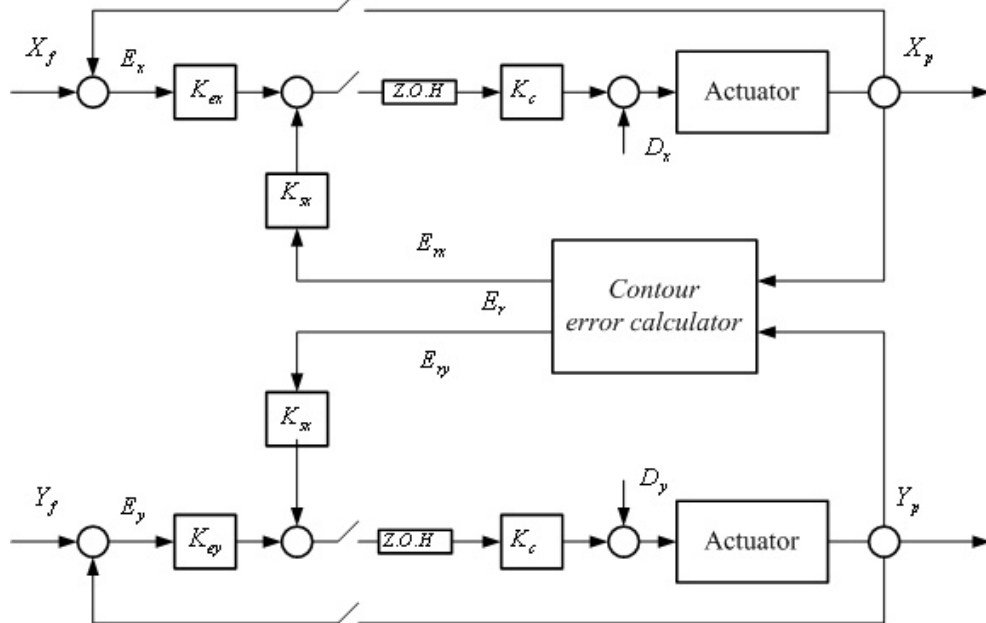 X_f
E_x
K_ex
Z.O.H
K_c
D_x
Actuator
X_p
K_rx
E_rx
E_r
E_ry
Contour
error calculator
K_rx
Y_f
E_y
K_ey
Z.O.H
K_c
D_y
Actuator
Y_p